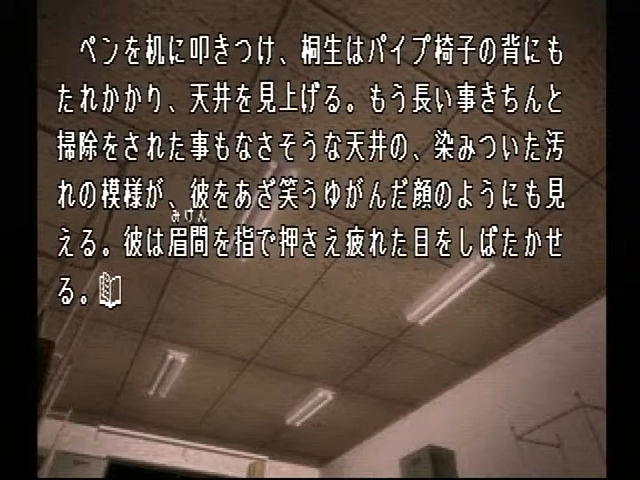 ペンを机に叩きつけ、桐生はパイプ椅子の背にも
たれかかり、天井を見上げる。もう長い事きちんと
掃除をされた事もなさそうな天井の、染みついた汚
れの模様が、彼をあざ笑うゆがんだ顔のようにも見
みけん
える。彼は眉間を指で押さえ疲れた目をしばたかせ
る。